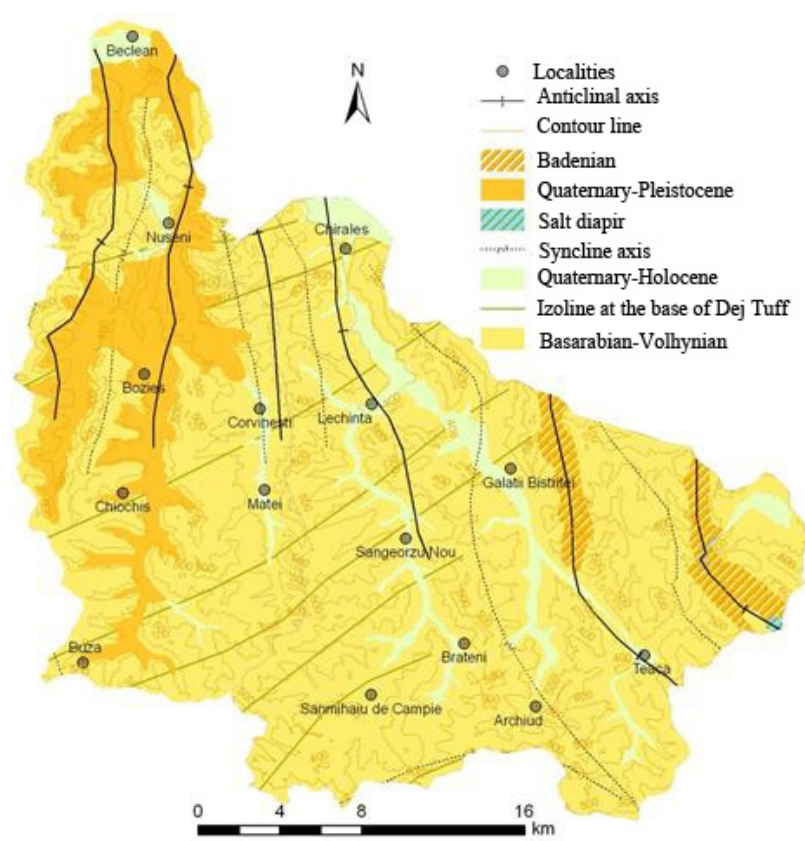 Beclean
N
Localities
Anticlinal axis
Contour line
Badenian
Quaternary-Pleistocene
Salt diapir
Syncline axis
Quaternary-Holocene
Izoline at the base of Dej Tuff
Basarabian-Volhynian
Nuseni
Chirales
Bozies
Corvinesti
Lechinta
Galatii Bistritei
Chiochis
Matei
Sangeorzu Nou
Buza
Brateni
Teaca
Sanmihaiu de Campie
Archiud
0 4 8 16
km